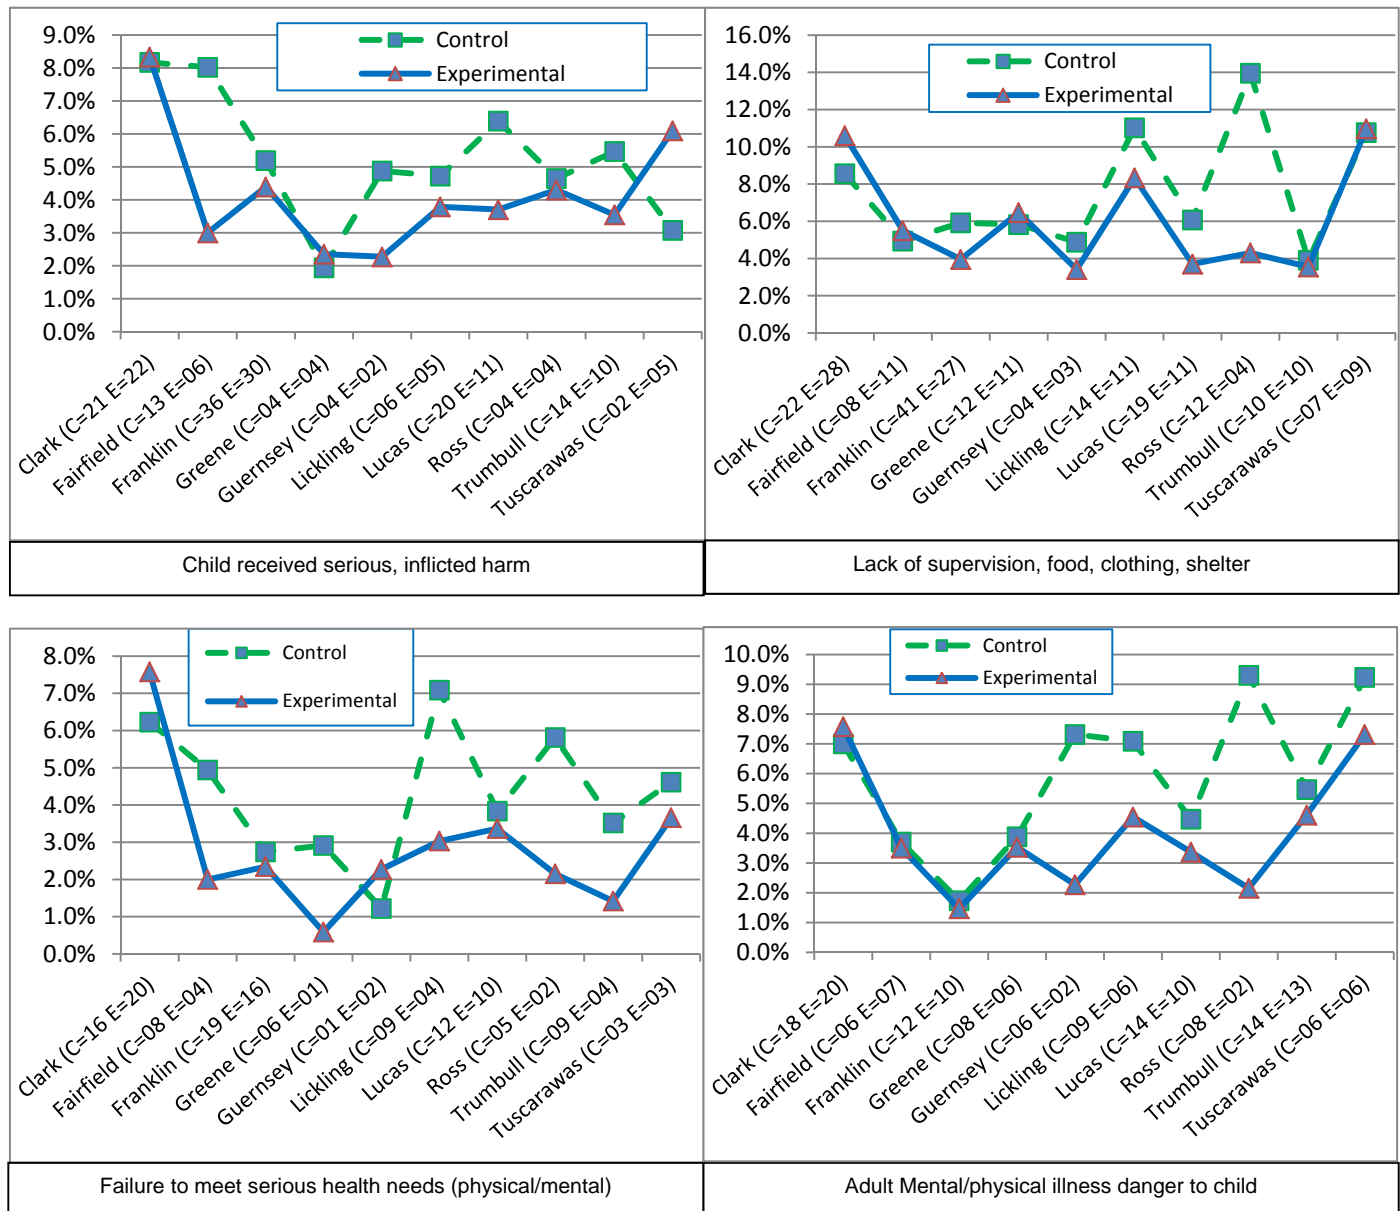 9.0%
8.0%
7.0%
6.0%
5.0%
4.0%
3.0%
2.0%
1.0%
0.0%
Control
Experimental
Clark (C=21 E=22)
Fairfield (C=13 E=06)
Franklin (C=36 E=30)
Greene (C=04 E=04)
Guernsey (C=04 E=02)
Lickling (C=06 E=05)
Lucas (C=20 E=11)
Ross (C=04 E=04)
Trumbull (C=14 E=10)
Tuscarawas (C=02 E=05)
Child received serious, inflicted harm
16.0%
14.0%
12.0%
10.0%
8.0%
6.0%
4.0%
2.0%
0.0%
Control
Experimental
Clark (C=22 E=28)
Fairfield (C=08 E=11)
Franklin (C=41 E=27)
Greene (C=12 E=11)
Guernsey (C=04 E=03)
Lickling (C=14 E=11)
Lucas (C=19 E=11)
Ross (C=12 E=04)
Trumbull (C=10 E=10)
Tuscarawas (C=07 E=09)
Lack of supervision, food, clothing, shelter
8.0%
7.0%
6.0%
5.0%
4.0%
3.0%
2.0%
1.0%
0.0%
Control
Experimental
Clark (C=16 E=20)
Fairfield (C=08 E=04)
Franklin (C=19 E=16)
Greene (C=06 E=01)
Guernsey (C=01 E=02)
Lickling (C=09 E=04)
Lucas (C=12 E=10)
Ross (C=05 E=02)
Trumbull (C=09 E=04)
Tuscarawas (C=03 E=03)
Failure to meet serious health needs (physical/mental)
10.0%
9.0%
8.0%
7.0%
6.0%
5.0%
4.0%
3.0%
2.0%
1.0%
0.0%
Control
Experimental
Clark (C=18 E=20)
Fairfield (C=06 E=07)
Franklin (C=12 E=10)
Greene (C=08 E=06)
Guernsey (C=06 E=02)
Lickling (C=09 E=06)
Lucas (C=14 E=10)
Ross (C=08 E=02)
Trumbull (C=14 E=13)
Tuscarawas (C=06 E=06)
Adult Mental/physical illness danger to child